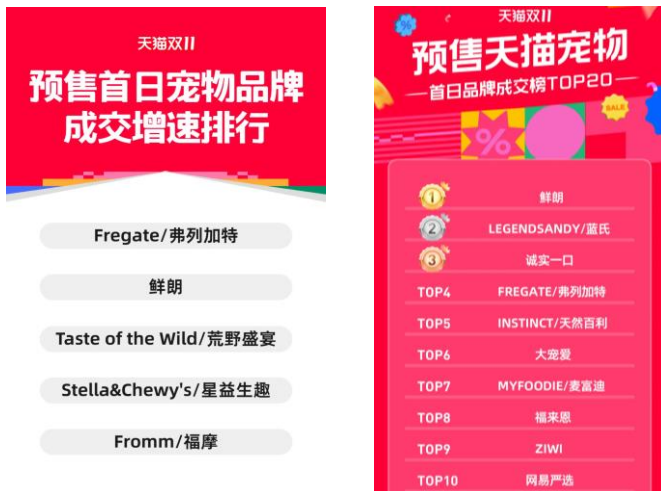 天猫双11
预售首日宠物品牌
成交增速排行
Fregate/弗列加特
鲜朗
Taste of the Wild/荒野盛宴
Stella&Chewy's/星益生趣
Fromm/福摩
天猫双11
预售天猫宠物
首日品牌成交榜TOP20
SALE
%
1 鲜朗
2 LEGENDSANDY/蓝氏
3 诚实一口
TOP4 FREGATE/弗列加特
TOP5 INSTINCT/天然百利
TOP6 大宠爱
TOP7 MYFOODIE/麦富迪
TOP8 福来恩
TOP9 ZIWI
TOP10 网易严选